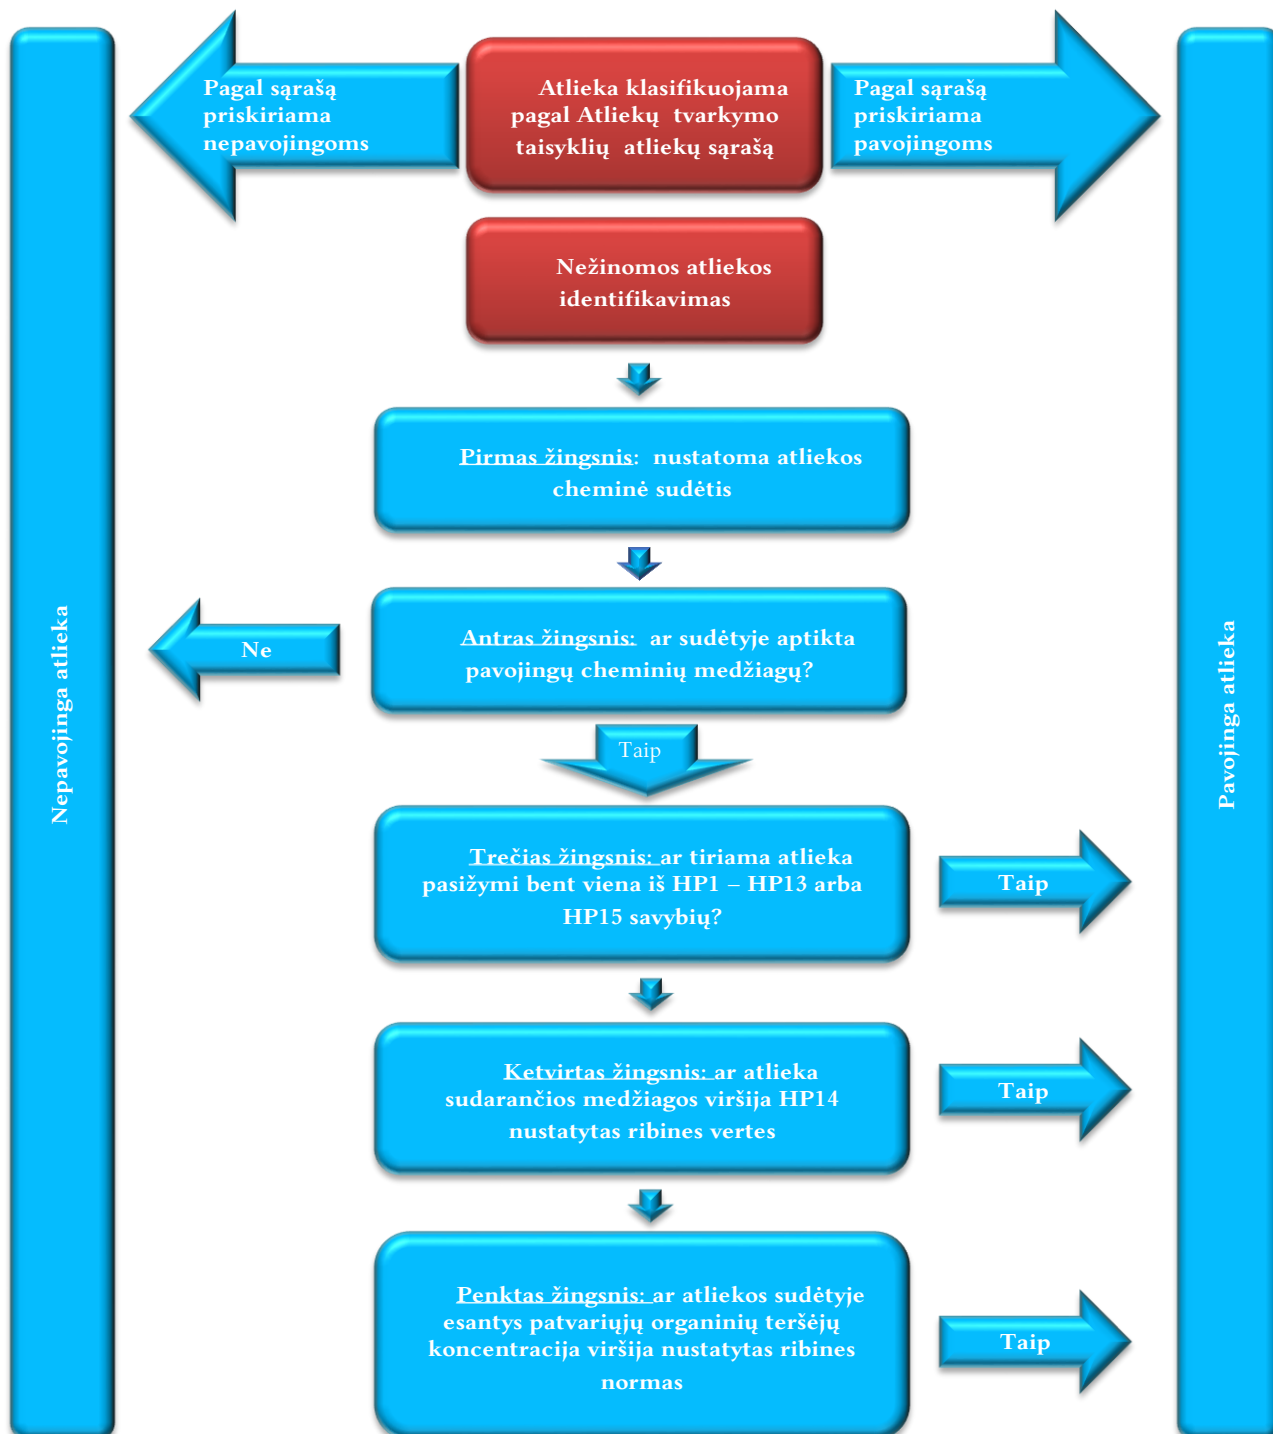 Pagal sąrašą
priskiriama
nepavojingoms
Atlieka klasifikuojama
pagal Atliekų tvarkymo
taisyklių atliekų sąrašą
Pagal sąrašą
priskiriama
pavojingoms
Nežinomos atliekos
identifikavimas
Pirmas žingsnis: nustatoma atliekos
cheminė sudėtis
Nepavojinga atlieka
Ne
Antras žingsnis: ar sudėtyje aptikta
pavojingų cheminių medžiagų?
Pavojinga atlieka
Taip
Trečias žingsnis: ar tiriama atlieka
pasižymi bent viena iš HP1 – HP13 arba
HP15 savybių?
Taip
Ketvirtas žingsnis: ar atlieka
sudarančios medžiagos viršija HP14
nustatytas ribines vertes
Taip
Penktas žingsnis: ar atliekos sudėtyje
esantys patvariųjų organinių teršėjų
koncentracija viršija nustatytas ribines
normas
Taip